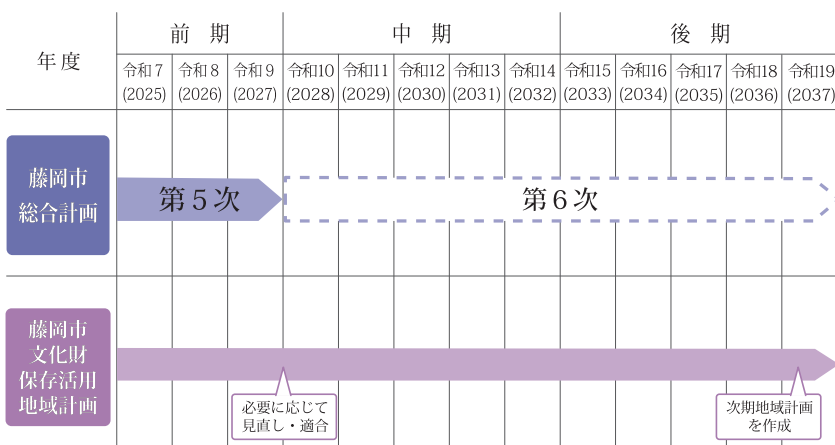 年度
前　期
中　期
後　期
令和7 令和8 令和9 令和10 令和11 令和12 令和13 令和14 令和15 令和16 令和17 令和18 令和19
(2025) (2026) (2027) (2028) (2029) (2030) (2031) (2032) (2033) (2034) (2035) (2036) (2037)
藤岡市
総合計画
第5次
第6次
藤岡市
文化財
保存活用
地域計画
必要に応じて
見直し・適合
次期地域計画
を作成